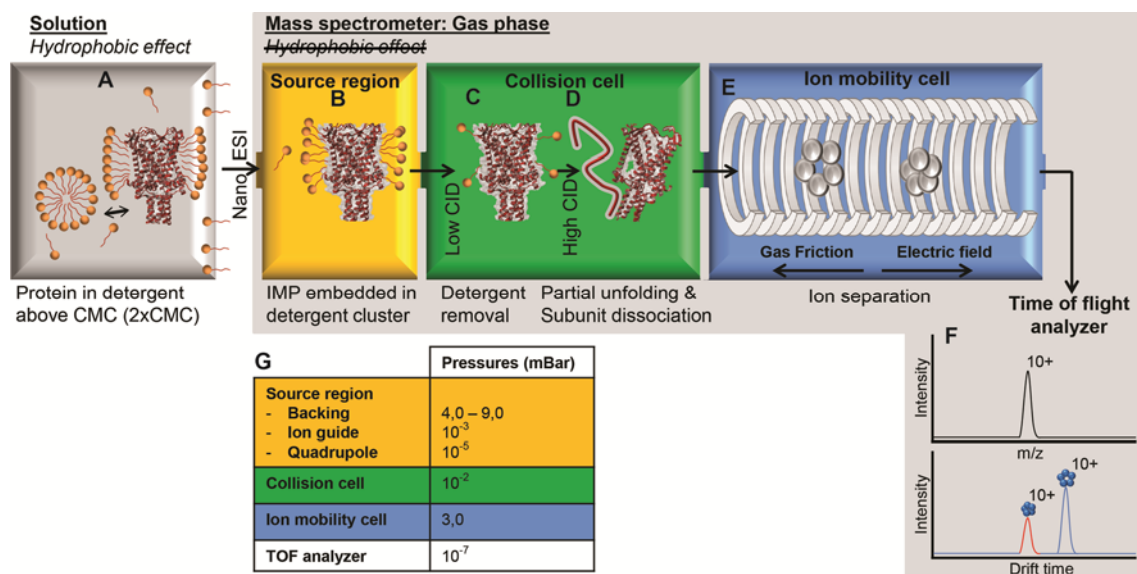 Solution
Hydrophobic effect
Mass spectrometer: Gas phase
Hydrophobic effect
A
Nano ESI
Source region
B
Collision cell
C
D
Low CID
High CID
Ion mobility cell
E
Gas Friction
Electric field
Protein in detergent
above CMC (2xCMC)
IMP embedded in
detergent cluster
Detergent
removal
Partial unfolding &
Subunit dissociation
Ion separation
Time of flight
analyzer
F
Intensity
10+
m/z
Intensity
10+
10+
Drift time
G
Pressures (mBar)
Source region
- Backing 4,0 – 9,0
- Ion guide 10⁻³
- Quadrupole 10⁻⁵
Collision cell 10⁻²
Ion mobility cell 3,0
TOF analyzer 10⁻⁷